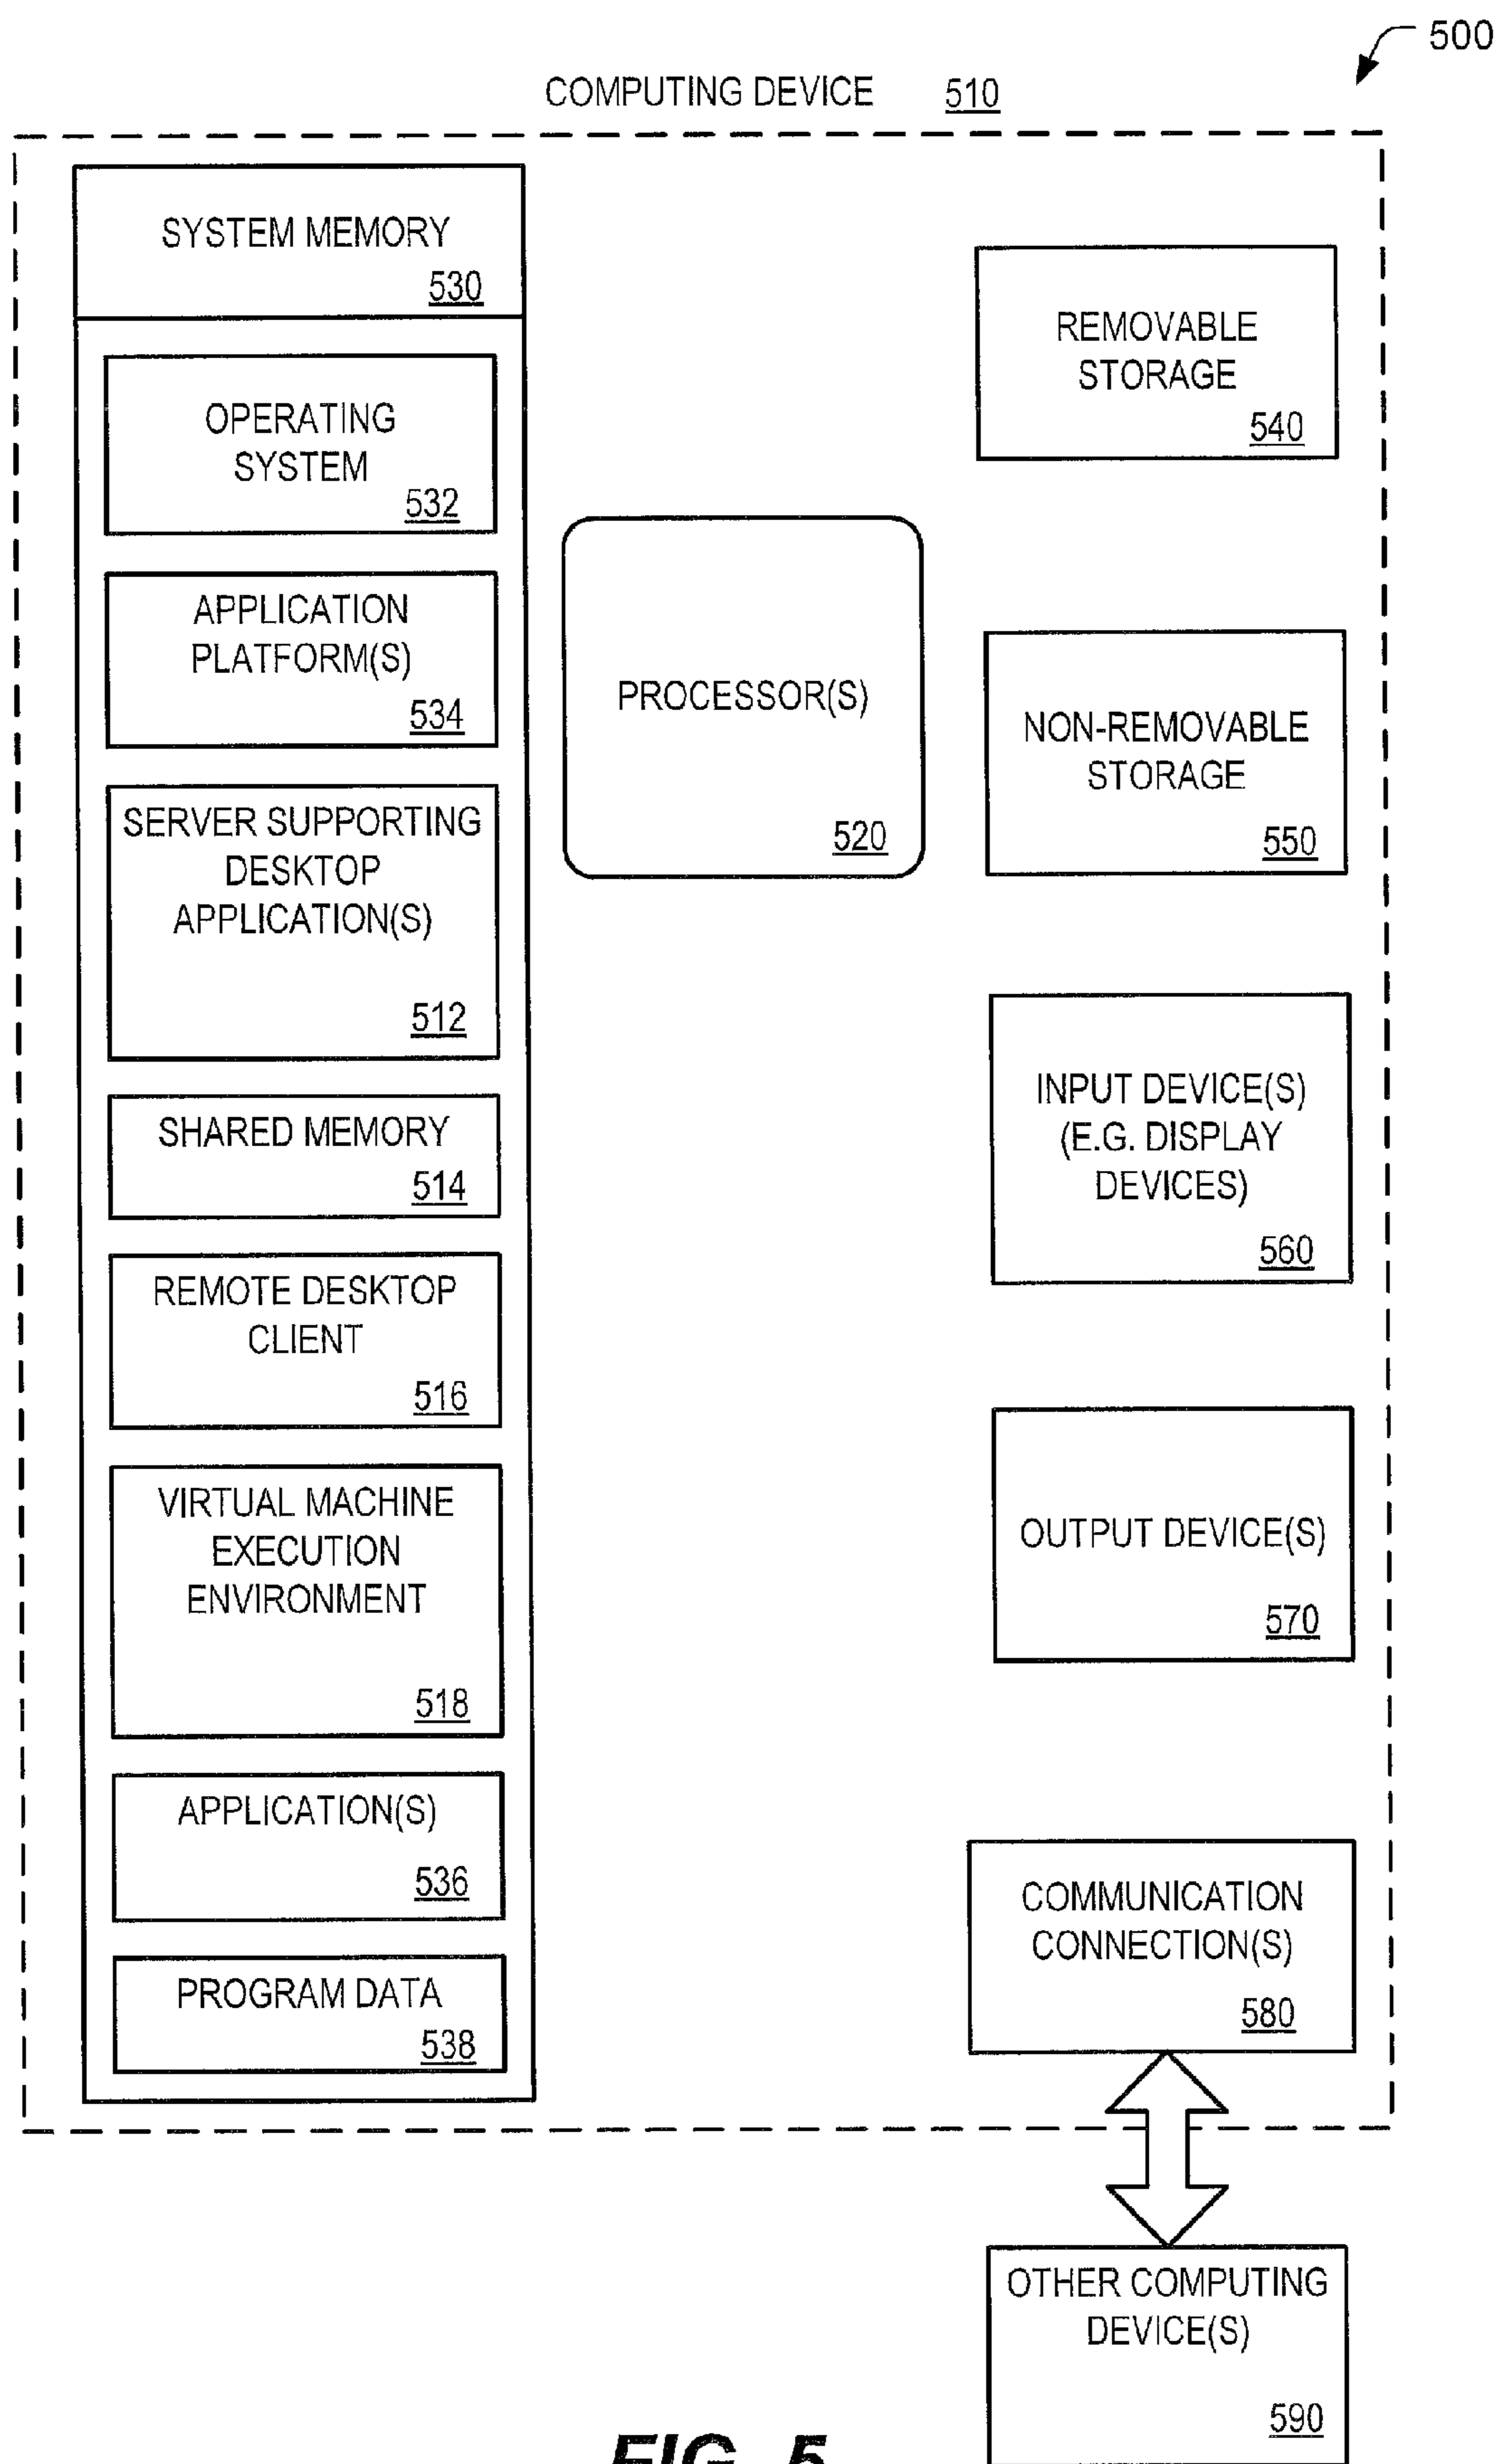 500
COMPUTING DEVICE 510
SYSTEM MEMORY
530
OPERATING
SYSTEM
532
APPLICATION
PLATFORM(S)
534
SERVER SUPPORTING
DESKTOP
APPLICATION(S)
512
SHARED MEMORY
514
REMOTE DESKTOP
CLIENT
516
VIRTUAL MACHINE
EXECUTION
ENVIRONMENT
518
APPLICATION(S)
536
PROGRAM DATA
538
PROCESSOR(S)
520
REMOVABLE
STORAGE
540
NON-REMOVABLE
STORAGE
550
INPUT DEVICE(S)
(E.G. DISPLAY
DEVICES)
560
OUTPUT DEVICE(S)
570
COMMUNICATION
CONNECTION(S)
580
OTHER COMPUTING
DEVICE(S)
590
FIG. 5